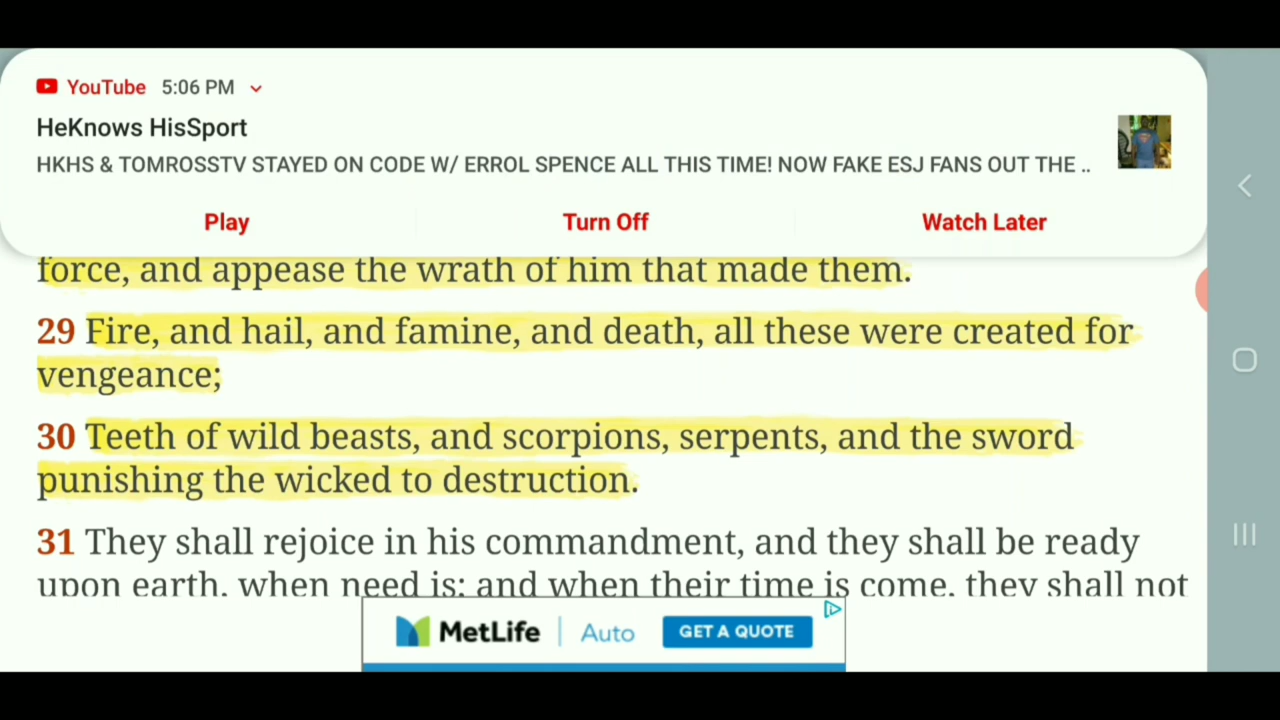 YouTube 5:06 PM
HeKnows HisSport
HKHS & TOMROSSTV STAYED ON CODE W/ ERROL SPENCE ALL THIS TIME! NOW FAKE ESJ FANS OUT THE ..
Play Turn Off Watch Later
force, and appease the wrath of him that made them.
29 Fire, and hail, and famine, and death, all these were created for
vengeance;
30 Teeth of wild beasts, and scorpions, serpents, and the sword
punishing the wicked to destruction.
31 They shall rejoice in his commandment, and they shall be ready
upon earth, when need is; and when their time is come, they shall not
MetLife Auto GET A QUOTE